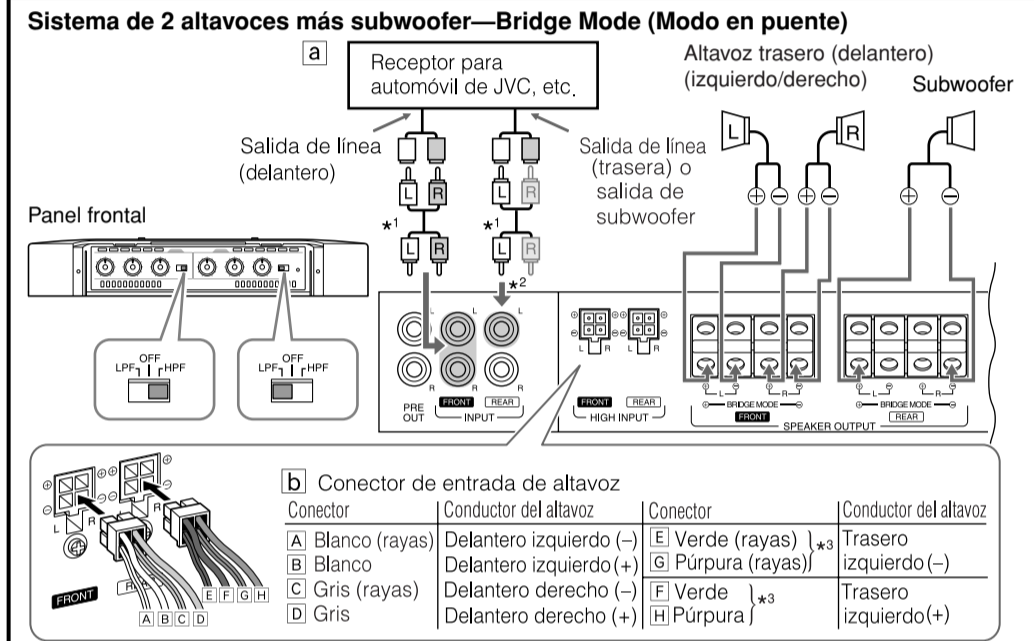 Sistema de 2 altavoces más subwoofer—Bridge Mode (Modo en puente)
a
Receptor para
automóvil de JVC, etc.
Altavoz trasero (delantero)
(izquierdo/derecho)
Subwoofer
Salida de línea
(delantero)
Salida de línea
(trasera) o
salida de
subwoofer
L R
L R
L R
*1
*1
L R
L R
*2
⊕ ⊖ ⊕ ⊖
⊕ ⊖
Panel frontal
OFF
LPF HPF
OFF
LPF HPF
L L
R R
PRE
OUT
FRONT REAR
INPUT
⊕ ⊕ ⊕ ⊕
⊖ ⊖ ⊖ ⊖
L R L R
FRONT REAR
HIGH INPUT
⊕ L ⊖ ⊕ R ⊖
⊕ BRIDGE MODE ⊖
FRONT
⊕ L ⊖ ⊕ R ⊖
⊕ BRIDGE MODE ⊖
REAR
SPEAKER OUTPUT
b Conector de entrada de altavoz
Conector Conductor del altavoz Conector Conductor del altavoz
A Blanco (rayas) Delantero izquierdo (–) E Verde (rayas) *3 Trasero
B Blanco Delantero izquierdo (+) G Púrpura (rayas) izquierdo (–)
C Gris (rayas) Delantero derecho (–) F Verde *3 Trasero
D Gris Delantero derecho (+) H Púrpura izquierdo(+)
⊕ ⊕ ⊕
⊖ ⊖ ⊖
L R
FRONT
E F G H
A B C D